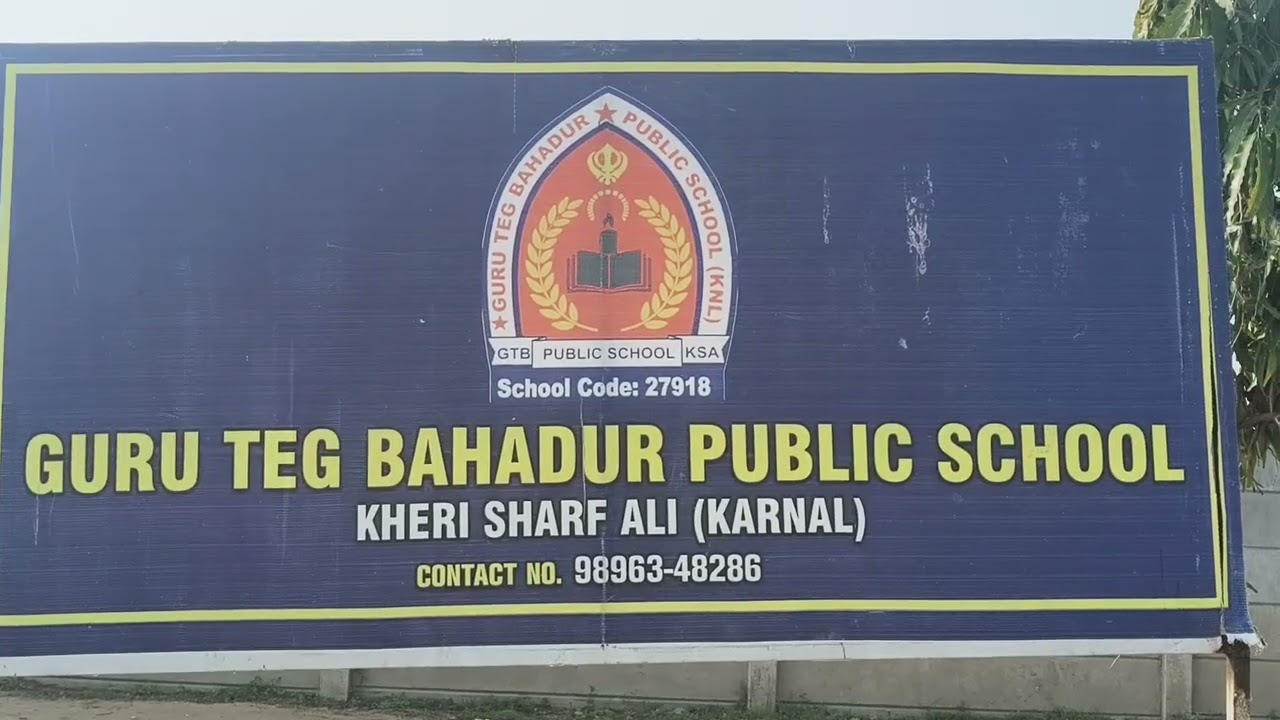 ★ GURU TEG BAHADUR ★ PUBLIC SCHOOL (KNL)
GTB PUBLIC SCHOOL KSA
School Code: 27918
GURU TEG BAHADUR PUBLIC SCHOOL
KHERI SHARF ALI (KARNAL)
CONTACT NO. 98963-48286